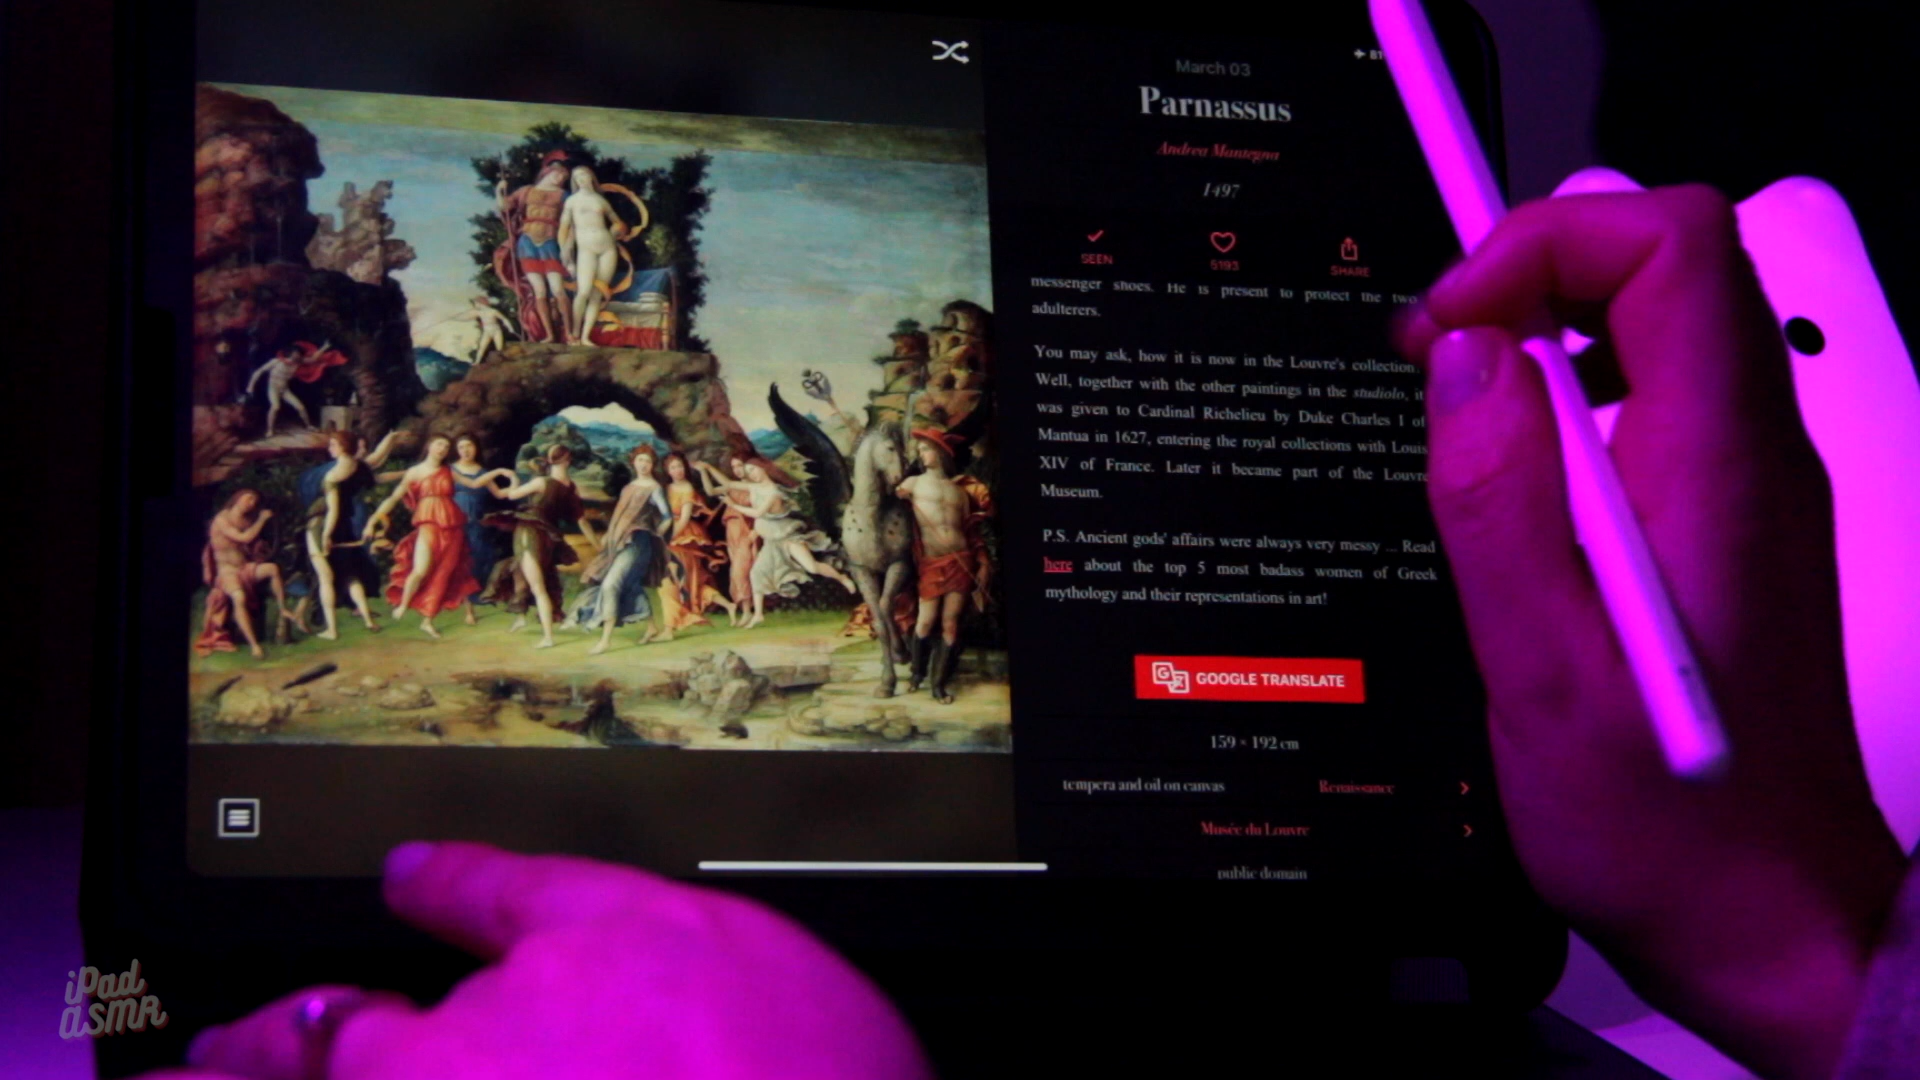 March 03
Parnassus
Andrea Mantegna
1497
SEEN
5193
SHARE
messenger shoes. He is present to protect the two
adulterers.
You may ask, how it is now in the Louvre's collection.
Well, together with the other paintings in the studiolo, it
was given to Cardinal Richelieu by Duke Charles I of
Mantua in 1627, entering the royal collections with Louis
XIV of France. Later it became part of the Louvre
Museum.
P.S. Ancient gods' affairs were always very messy ... Read
here about the top 5 most badass women of Greek
mythology and their representations in art!
GOOGLE TRANSLATE
159 × 192 cm
tempera and oil on canvas
Renaissance
Musée du Louvre
public domain
iPad
asmr